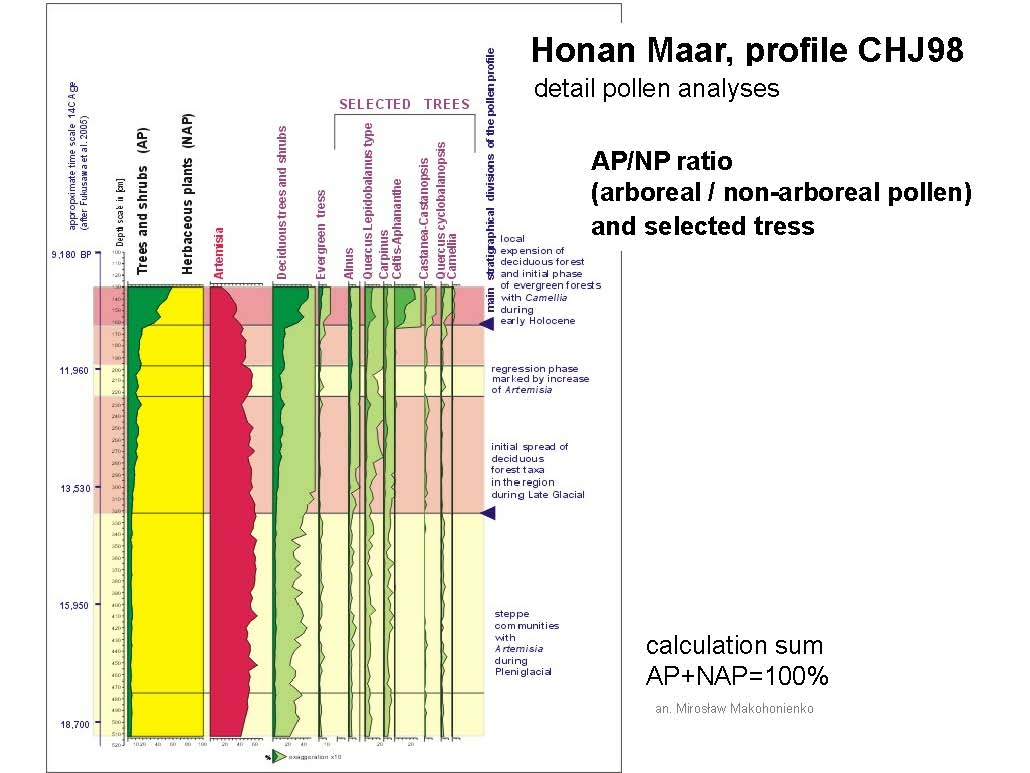 Honan Maar, profile CHJ98
detail pollen analyses
AP/NP ratio
(arboreal / non-arboreal pollen)
and selected tress
appropximate time scale 14C Age
(after Fukusawa et al. 2005)
Depth scale in [cm]
Trees and shrubs (AP)
Herbaceous plants (NAP)
Artemisia
Deciduous trees and shrubs
Evergreen tress
SELECTED TREES
Alnus
Quercus Lepidobalanus type
Carpinus
Celtis-Aphananthe
Castanea-Castanopsis
Quercus cyclobalanopsis
Camellia
main stratigraphical divisions of the pollen profile
9,180 BP
11,960
13,530
15,950
18,700
local
expension of
deciduous forest
and initial phase
of evergreen forests
with Camellia
during
early Holocene
regression phase
marked by increase
of Artemisia
initial spread of
deciduous
forest taxa
in the region
during Late Glacial
steppe
communities
with
Artemisia
during
Pleniglacial
% exaggeration x10
calculation sum
AP+NAP=100%
an. Mirosław Makohonienko